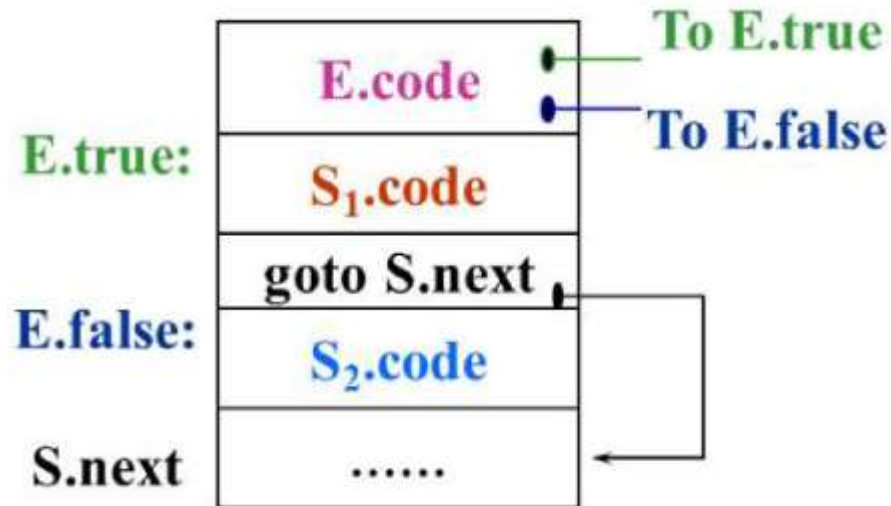 To E.true
E.code
To E.false
E.true:
S₁.code
goto S.next
E.false:
S₂.code
S.next
......